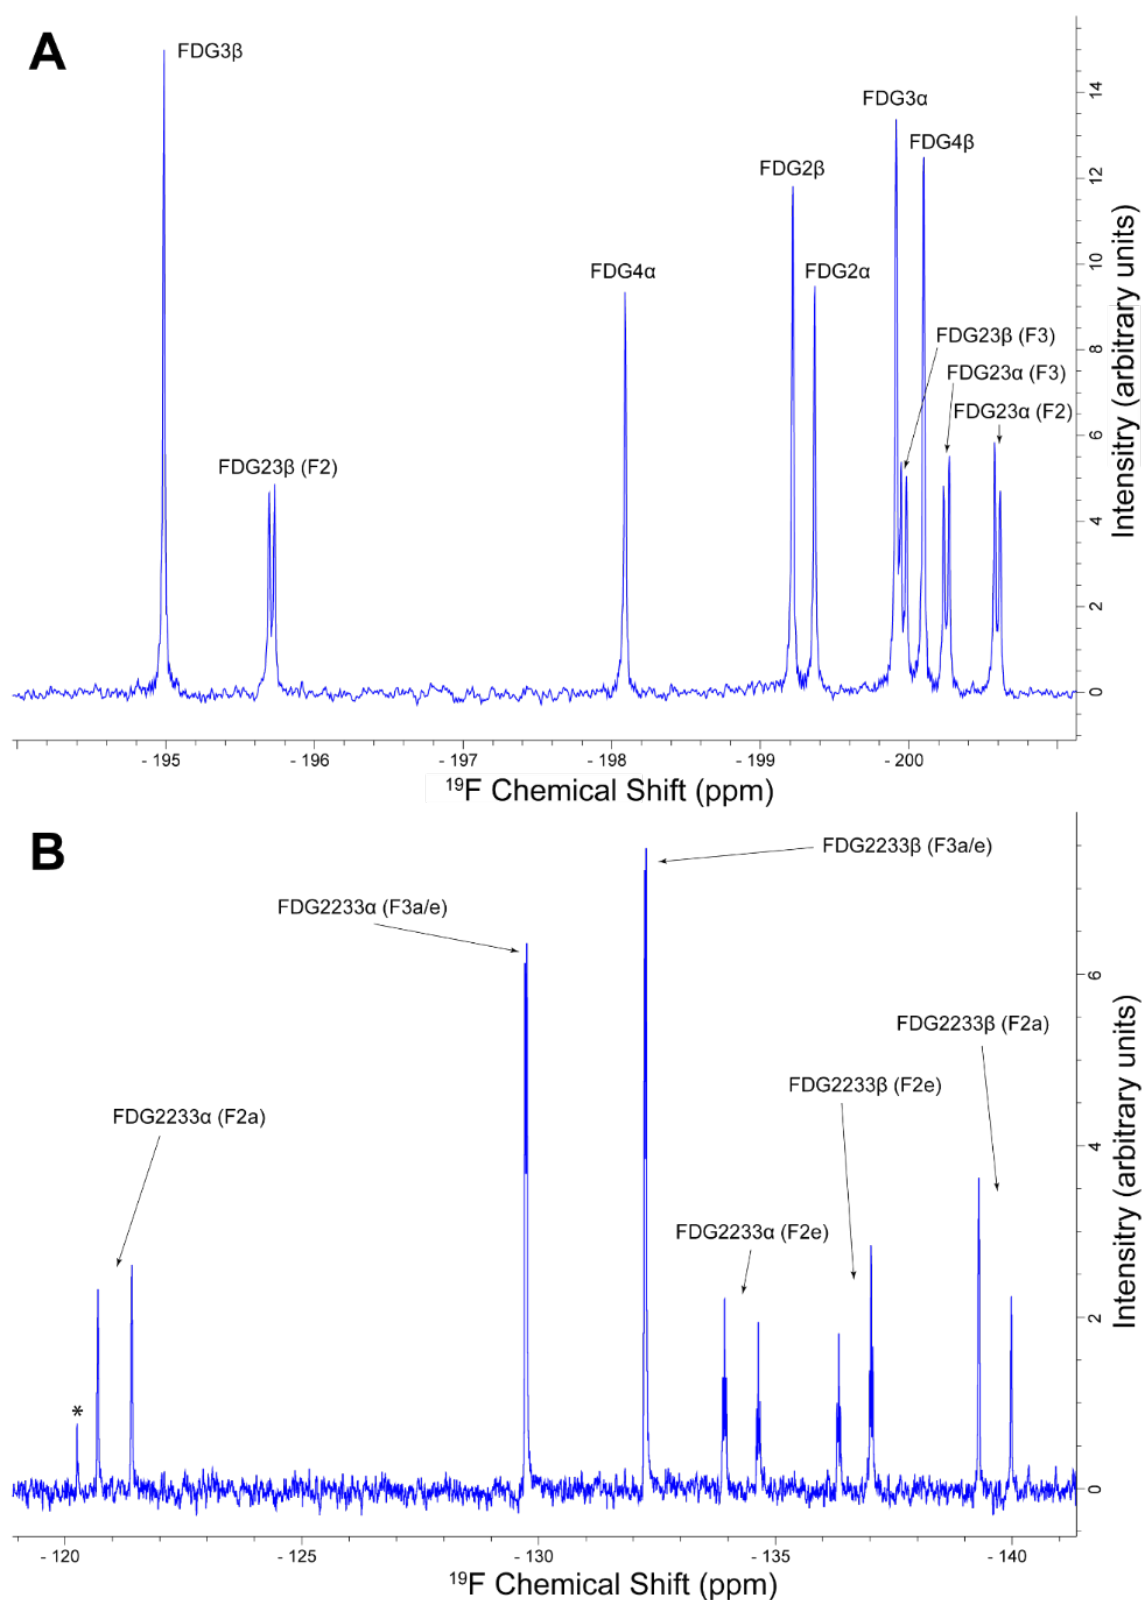 A
FDG3β
FDG3α
FDG4β
FDG2β
FDG4α
FDG2α
FDG23β (F3)
FDG23α (F3)
FDG23α (F2)
FDG23β (F2)
14
12
10
8
6
4
2
0
Intensitry (arbitrary units)
- 195
- 196
- 197
- 198
- 199
- 200
¹⁹F Chemical Shift (ppm)
B
FDG2233β (F3a/e)
FDG2233α (F3a/e)
FDG2233β (F2a)
FDG2233β (F2e)
FDG2233α (F2a)
FDG2233α (F2e)
*
6
4
2
0
Intensitry (arbitrary units)
- 120
- 125
- 130
- 135
- 140
¹⁹F Chemical Shift (ppm)